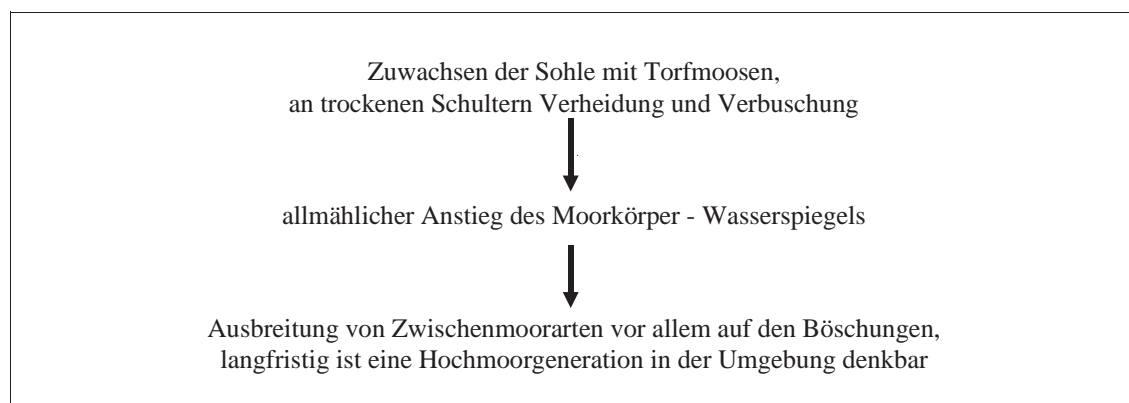 Zuwachsen der Sohle mit Torfmoosen,
an trockenen Schultern Verheidung und Verbuschung
allmählicher Anstieg des Moorkörper - Wasserspiegels
Ausbreitung von Zwischenmoorarten vor allem auf den Böschungen,
langfristig ist eine Hochmoorgeneration in der Umgebung denkbar